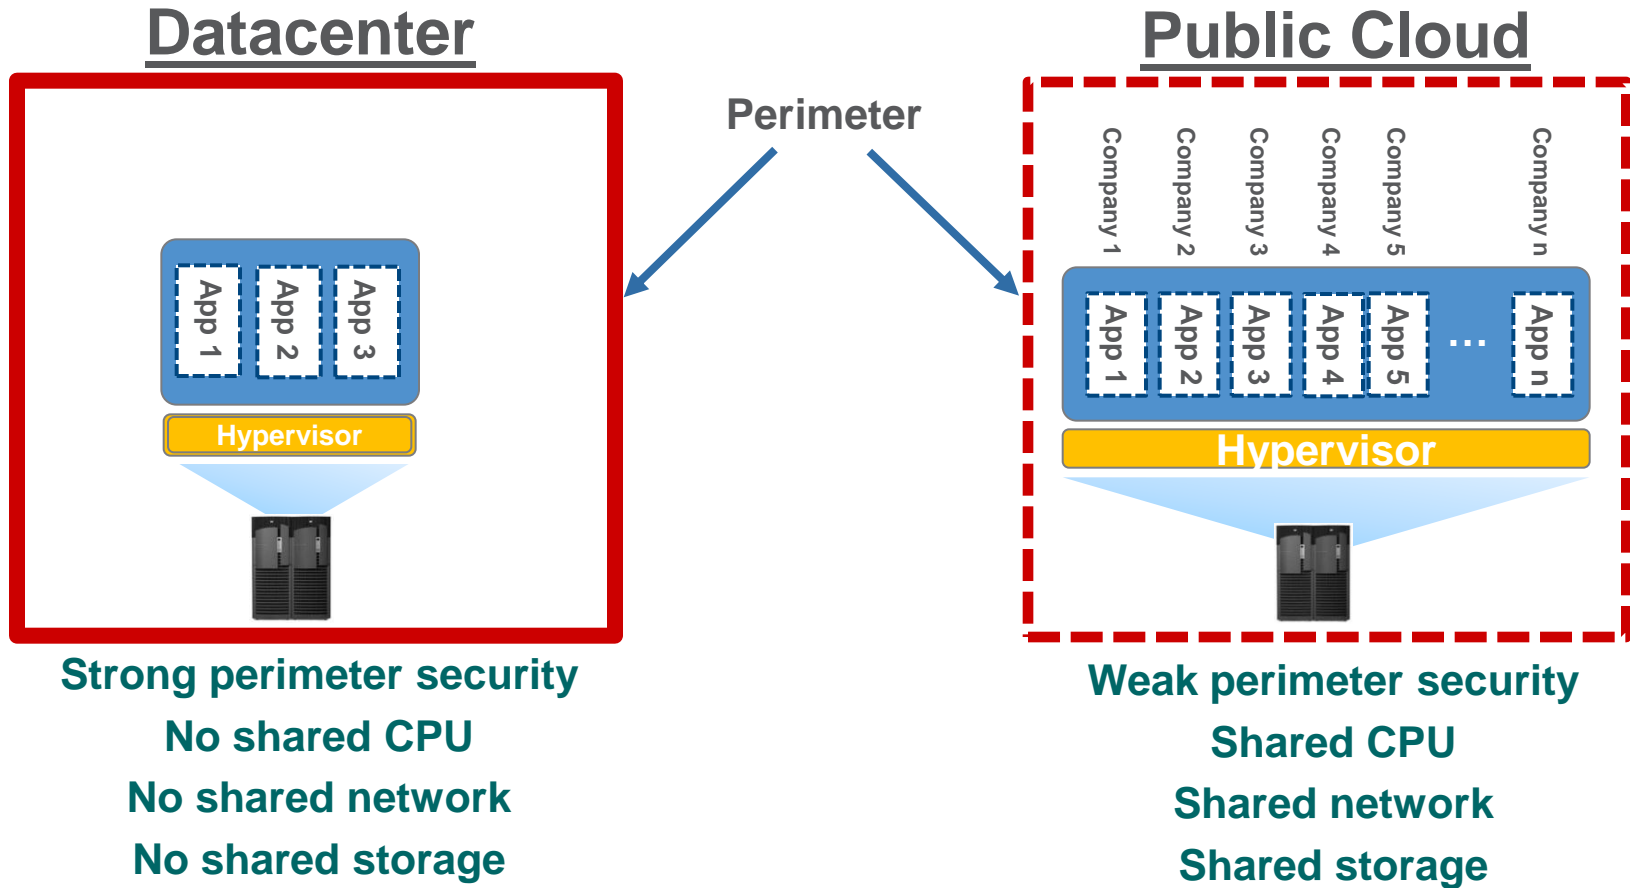 Datacenter
Public Cloud
Perimeter
Company 1
Company 2
Company 3
Company 4
Company 5
Company n
App 1
App 2
App 3
Hypervisor
App 1
App 2
App 3
App 4
App 5
...
App n
Hypervisor
Strong perimeter security
No shared CPU
No shared network
No shared storage
Weak perimeter security
Shared CPU
Shared network
Shared storage